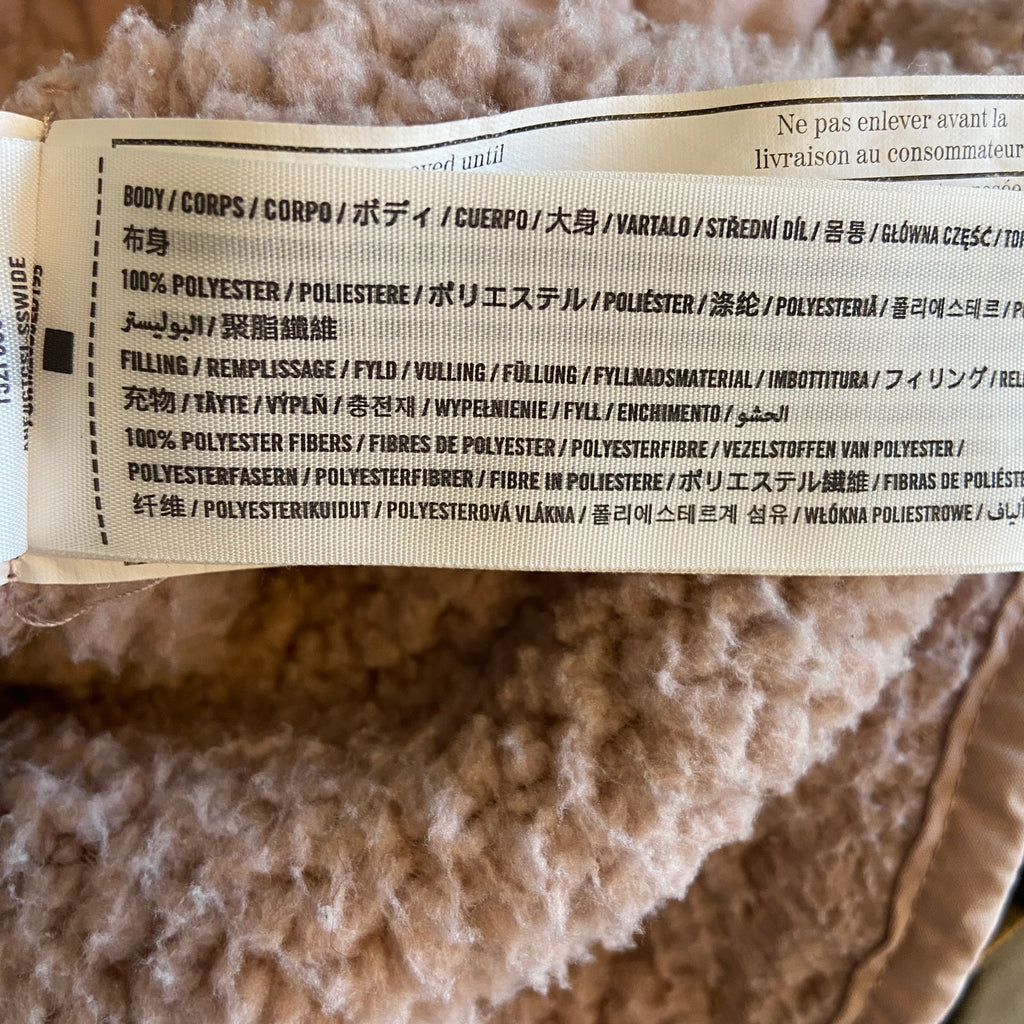 Ne pas enlever avant la
livraison au consommateur
until
BODY / CORPS / CORPO / ボディ / CUERPO / 大身 / VARTALO / STŘEDNÍ DÍL / 몸통 / GŁÓWNA CZĘŚĆ /
布身
100% POLYESTER / POLIESTERE / ポリエステル / POLIÉSTER / 涤纶 / POLYESTERIÄ / 폴리에스테르 /
البوليستر / 聚脂纖維
FILLING / REMPLISSAGE / FYLD / VULLING / FÜLLUNG / FYLLNADSMATERIAL / IMBOTTITURA / フィリング /
充物 / TÄYTE / VÝPLŇ / 충전재 / WYPEŁNIENIE / FYLL / ENCHIMENTO / الحشو
100% POLYESTER FIBERS / FIBRES DE POLYESTER / POLYESTERFIBRE / VEZELSTOFFEN VAN POLYESTER /
POLYESTERFASERN / POLYESTERFIBRER / FIBRE IN POLIESTERE / ポリエステル繊維 / FIBRAS DE
纤维 / POLYESTERIKUIDUT / POLYESTEROVÁ VLÁKNA / 폴리에스테르계 섬유 / WŁÓKNA POLIESTROWE /